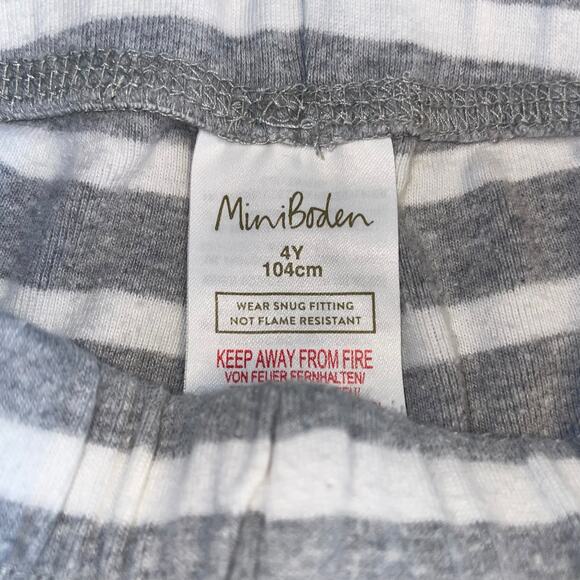 MiniBoden
4Y
104cm
WEAR SNUG FITTING
NOT FLAME RESISTANT
KEEP AWAY FROM FIRE
VON FEUER FERNHALTEN/